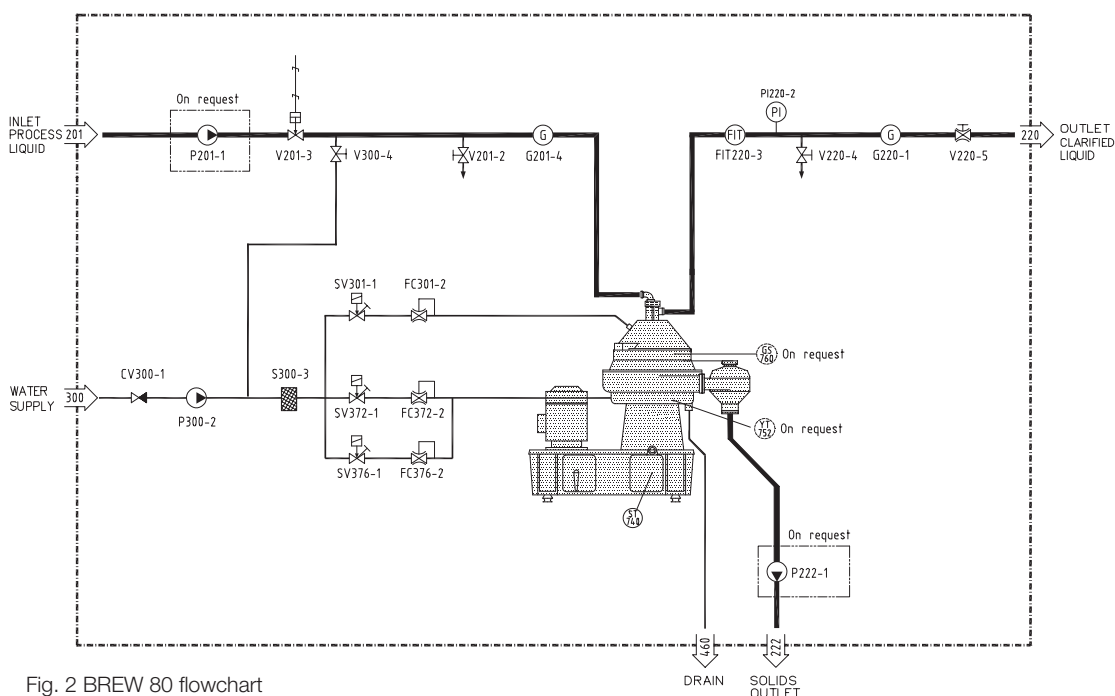 On request
INLET
PROCESS
LIQUID
201
P201-1
V201-3
V300-4
V201-2
G
G201-4
PI220-2
PI
FIT
FIT220-3
V220-4
G
G220-1
V220-5
220
OUTLET
CLARIFIED
LIQUID
SV301-1
FC301-2
WATER
SUPPLY
300
CV300-1
P300-2
S300-3
SV372-1
FC372-2
SV376-1
FC376-2
GS
760
On request
YT
752
On request
ST
740
On request
P222-1
460
222
DRAIN
SOLIDS
OUTLET
Fig. 2 BREW 80 flowchart